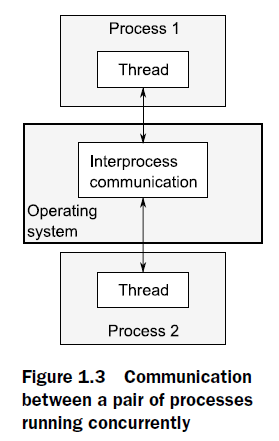 Process 1
Thread
Interprocess
communication
Operating
system
Thread
Process 2
Figure 1.3 Communication
between a pair of processes
running concurrently